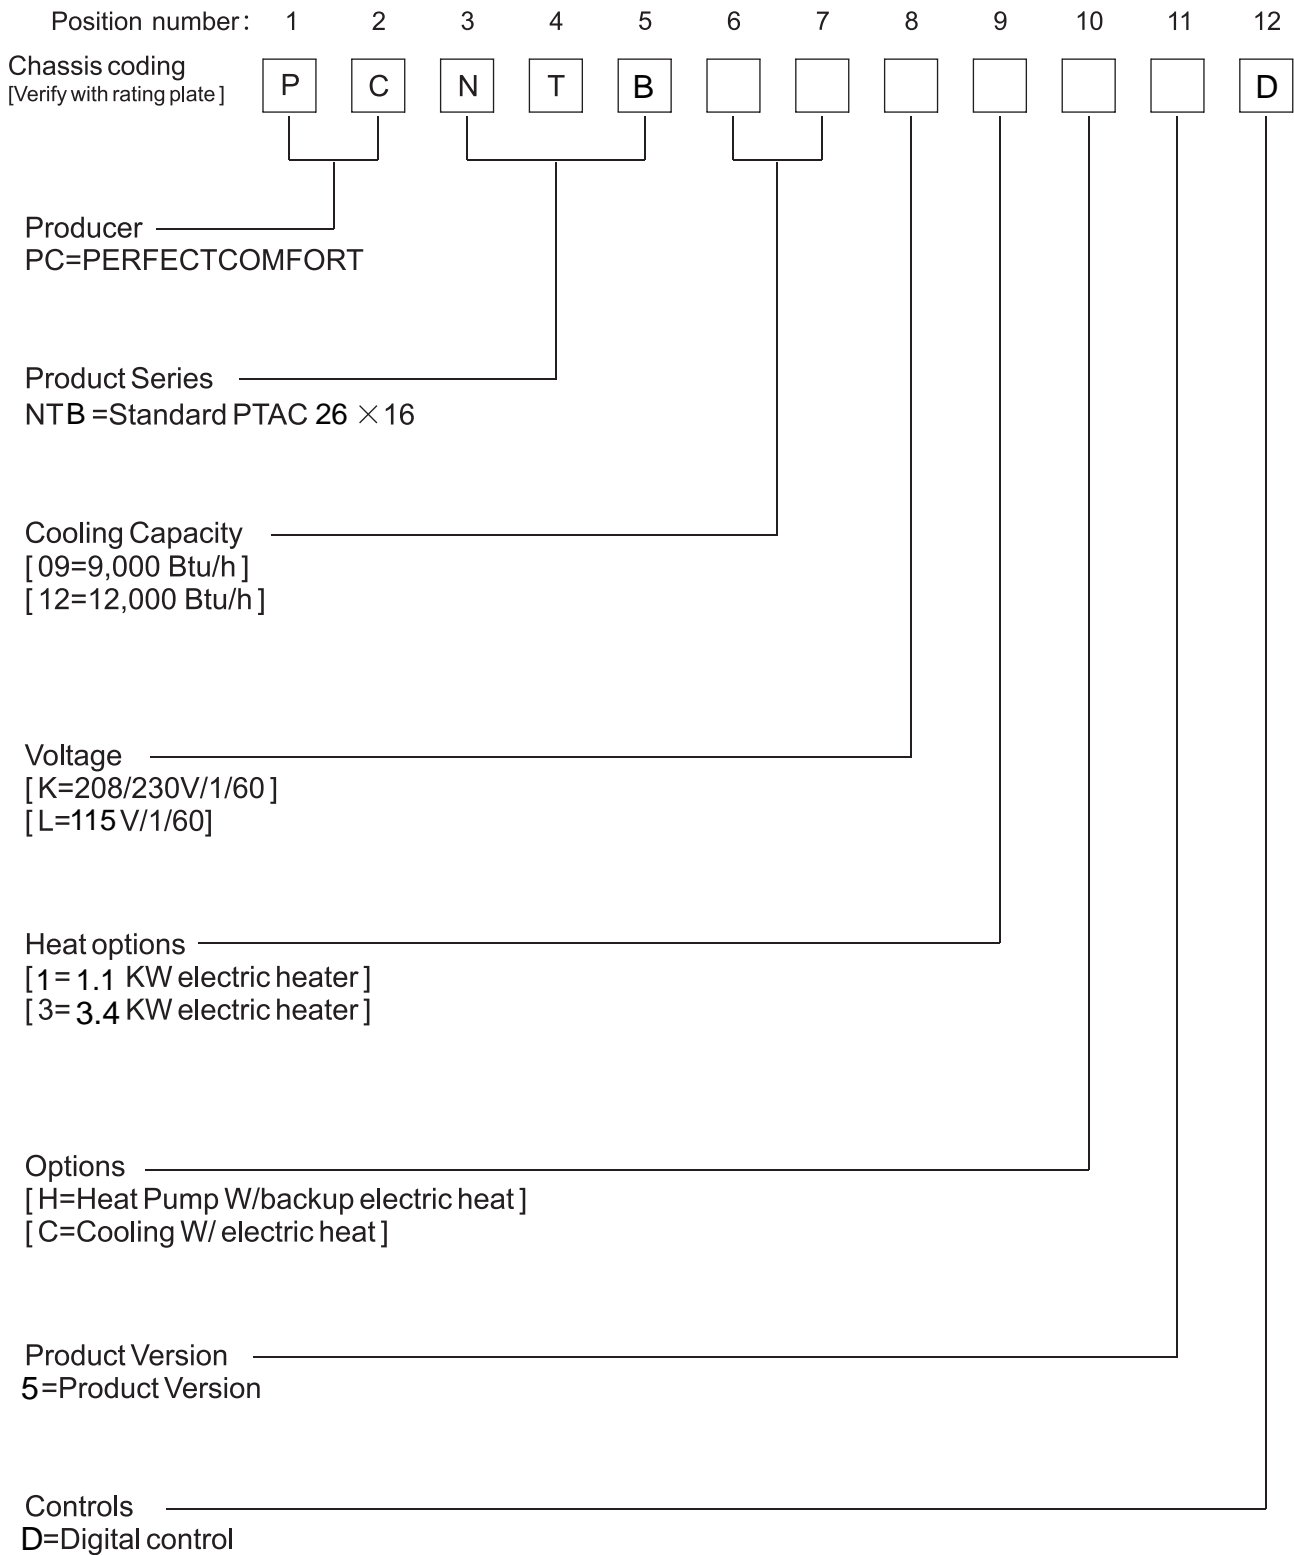 Position number: 1 2 3 4 5 6 7 8 9 10 11 12
Chassis coding
[Verify with rating plate]
P C N T B D
Producer
PC=PERFECTCOMFORT
Product Series
NTB=Standard PTAC 26 ×16
Cooling Capacity
[09=9,000 Btu/h]
[12=12,000 Btu/h]
Voltage
[K=208/230V/1/60]
[L=115V/1/60]
Heat options
[1=1.1 KW electric heater]
[3=3.4 KW electric heater]
Options
[H=Heat Pump W/backup electric heat]
[C=Cooling W/ electric heat]
Product Version
5=Product Version
Controls
D=Digital control